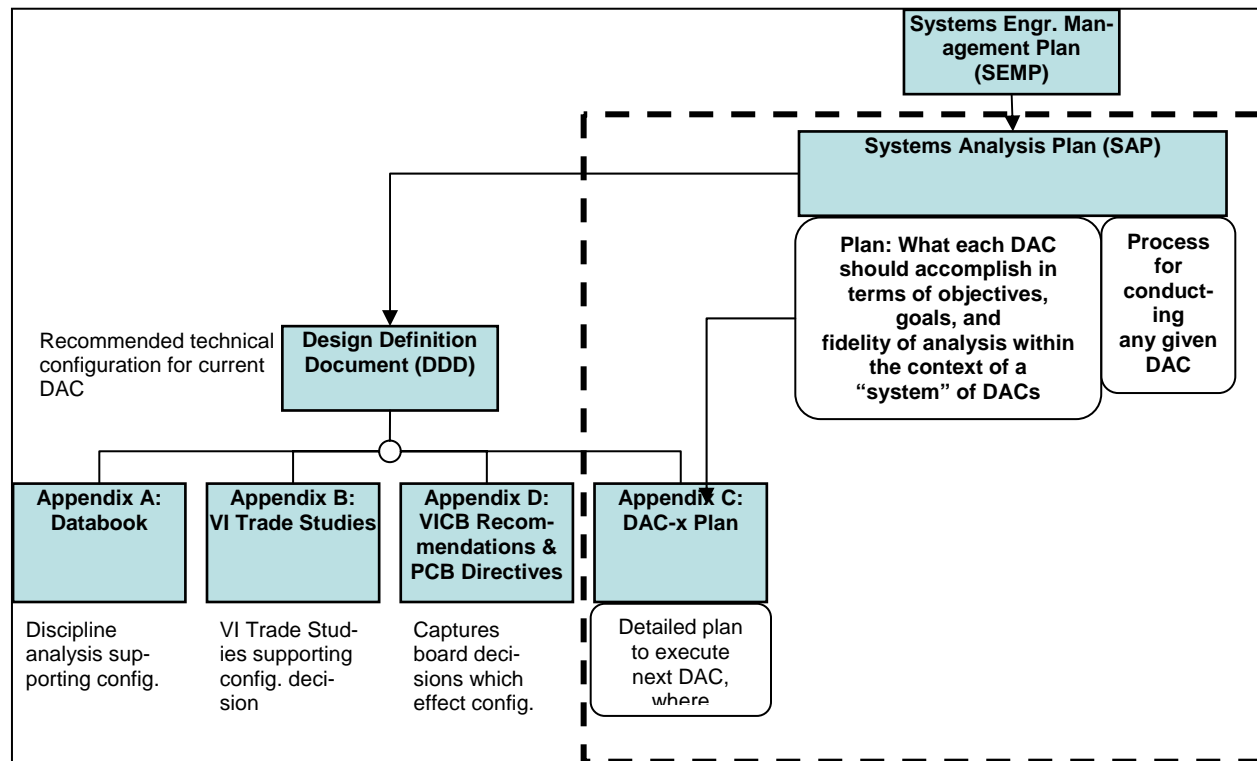 Systems Engr. Man-
agement Plan
(SEMP)
Systems Analysis Plan (SAP)
Plan: What each DAC
should accomplish in
terms of objectives,
goals, and
fidelity of analysis within
the context of a
“system” of DACs
Process
for
conduct-
ing
any given
DAC
Recommended technical
configuration for current
DAC
Design Definition
Document (DDD)
Appendix A:
Databook
Appendix B:
VI Trade Studies
Appendix D:
VICB Recom-
mendations &
PCB Directives
Appendix C:
DAC-x Plan
Discipline
analysis sup-
porting config.
VI Trade Stud-
ies supporting
config. deci-
sion
Captures
board deci-
sions which
effect config.
Detailed plan
to execute
next DAC,
where